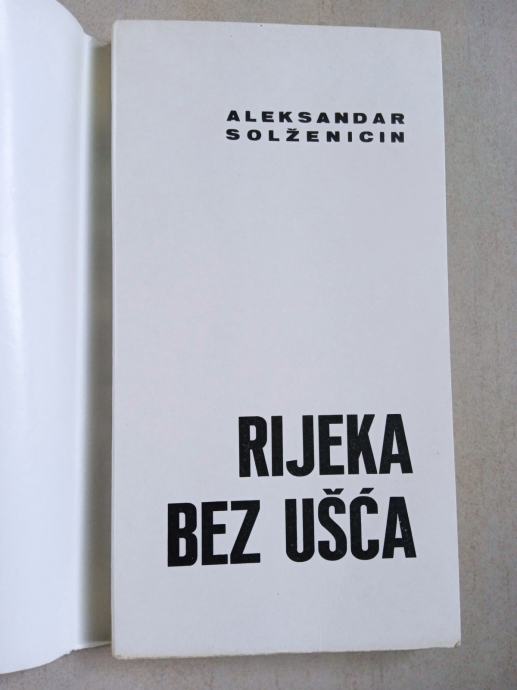 ALEKSANDAR
SOLŽENICIN
RIJEKA
BEZ UŠĆA